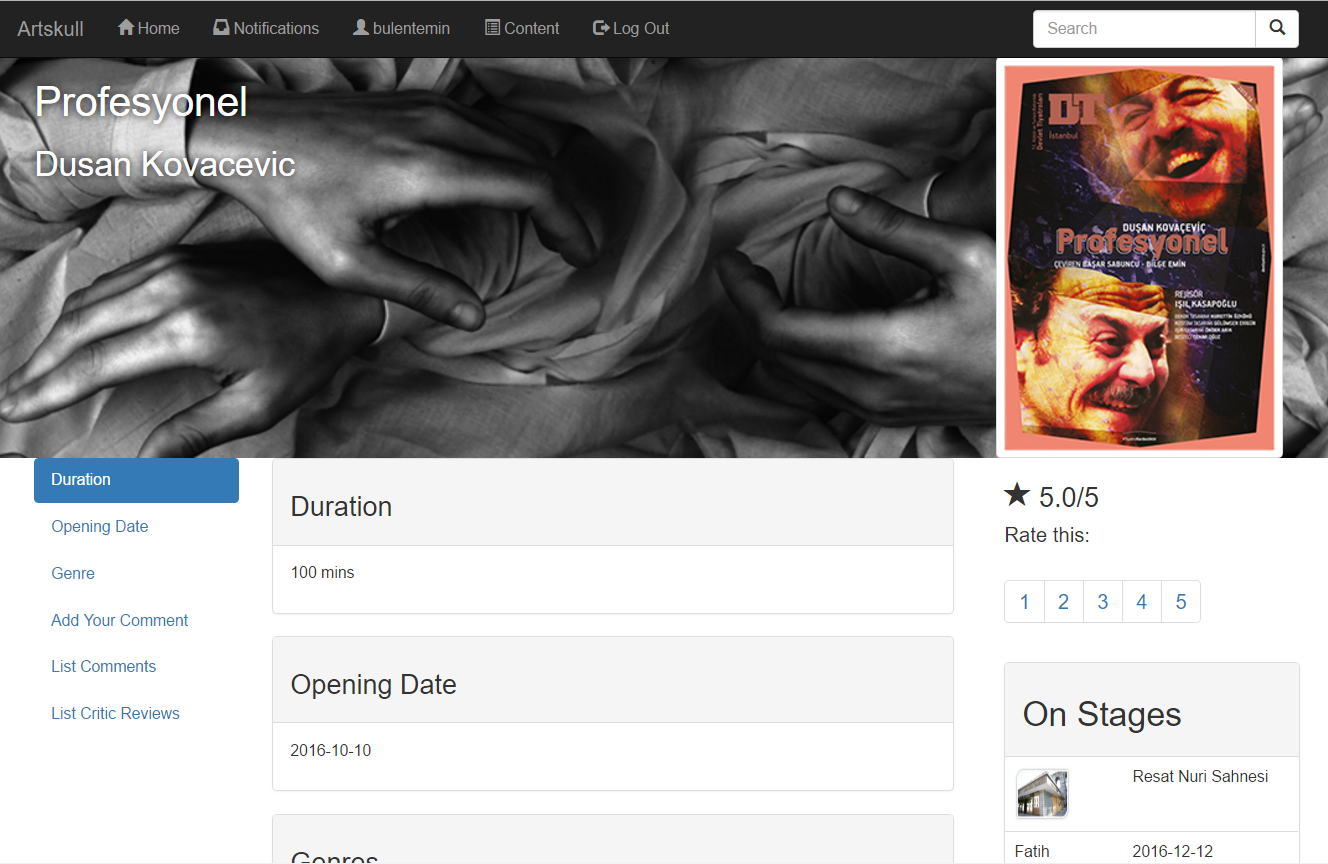 Artskull Home Notifications bulentemin Content Log Out Search
Profesyonel
Dusan Kovacevic
DT
İstanbul
Devlet Tiyatroları
DUŞAN KOVAÇEVİÇ
Profesyonel
ÇEVİREN BAŞAR SABUNCU - BİLGE EMİN
REJİSÖR
IŞIL KASAPOĞLU
Duration
Opening Date
Genre
Add Your Comment
List Comments
List Critic Reviews
Duration
100 mins
Opening Date
2016-10-10
Genres
5.0/5
Rate this:
1 2 3 4 5
On Stages
Resat Nuri Sahnesi
Fatih 2016-12-12